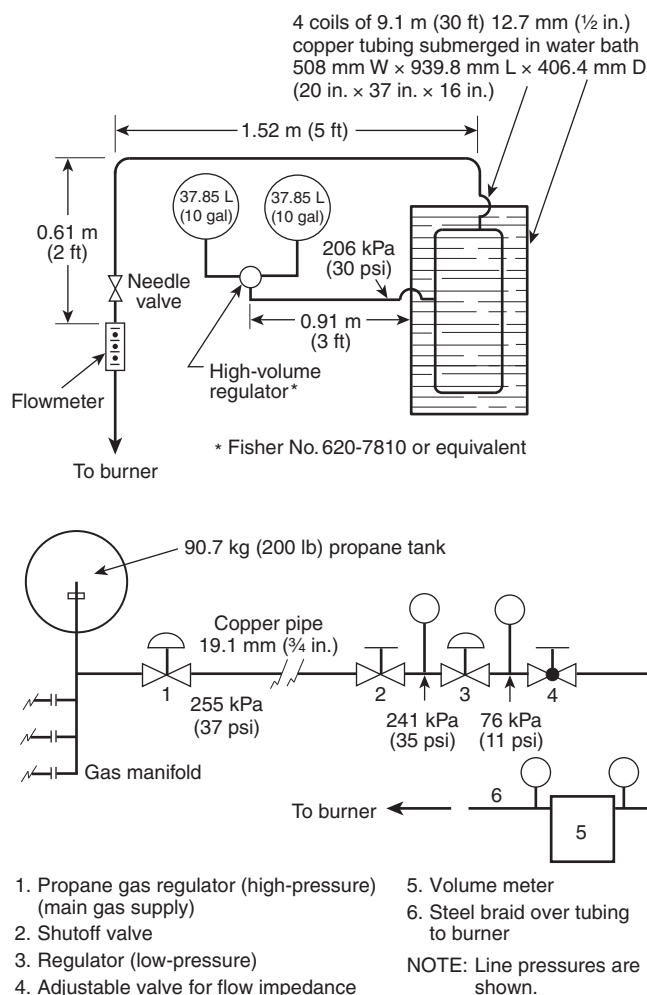 4 coils of 9.1 m (30 ft) 12.7 mm (½ in.)
copper tubing submerged in water bath
508 mm W × 939.8 mm L × 406.4 mm D
(20 in. × 37 in. × 16 in.)
1.52 m (5 ft)
0.61 m
(2 ft)
37.85 L
(10 gal)
37.85 L
(10 gal)
206 kPa
(30 psi)
Needle
valve
0.91 m
(3 ft)
Flowmeter
High-volume
regulator*
* Fisher No. 620-7810 or equivalent
To burner
90.7 kg (200 lb) propane tank
Copper pipe
19.1 mm (¾ in.)
1
2
3
4
255 kPa
(37 psi)
241 kPa
(35 psi)
76 kPa
(11 psi)
Gas manifold
To burner
6
5
1. Propane gas regulator (high-pressure)
(main gas supply)
2. Shutoff valve
3. Regulator (low-pressure)
4. Adjustable valve for flow impedance
5. Volume meter
6. Steel braid over tubing
to burner
NOTE: Line pressures are
shown.